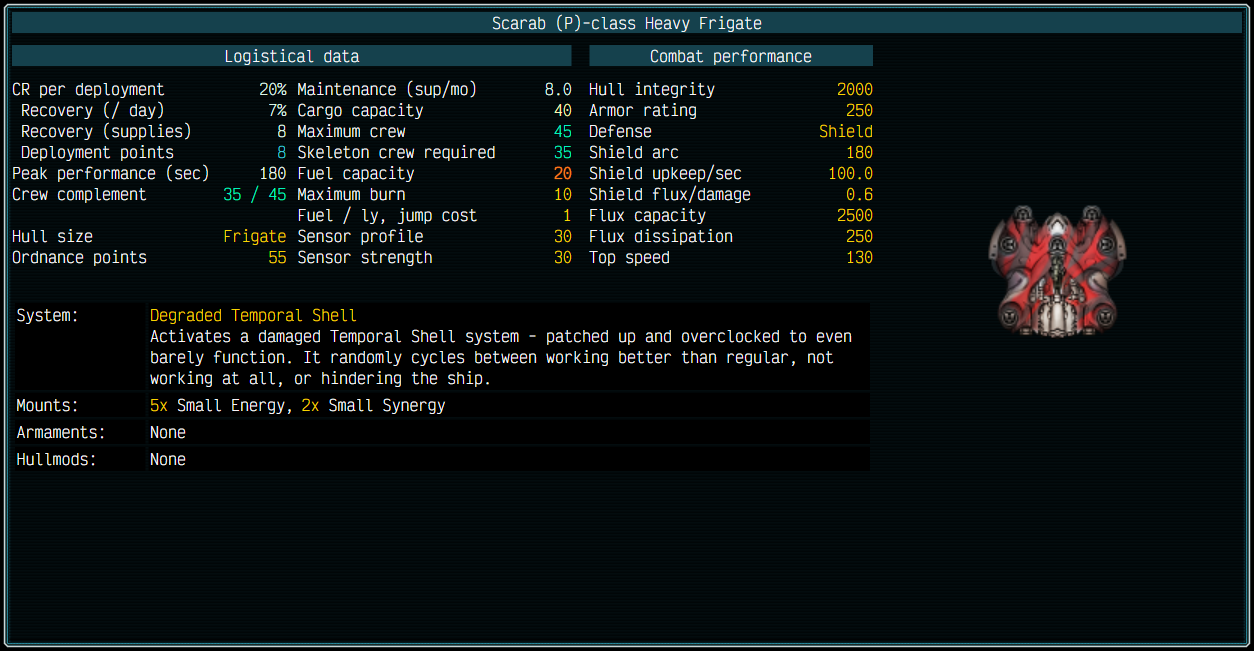 Scarab (P)-class Heavy Frigate
Logistical data
CR per deployment 20% Maintenance (sup/mo) 8.0
Recovery (/ day) 7% Cargo capacity 40
Recovery (supplies) 8 Maximum crew 45
Deployment points 8 Skeleton crew required 35
Peak performance (sec) 180 Fuel capacity 20
Crew complement 35 / 45 Maximum burn 10
Fuel / ly, jump cost 1
Hull size Frigate Sensor profile 30
Ordnance points 55 Sensor strength 30
Combat performance
Hull integrity 2000
Armor rating 250
Defense Shield
Shield arc 180
Shield upkeep/sec 100.0
Shield flux/damage 0.6
Flux capacity 2500
Flux dissipation 250
Top speed 130
System: Degraded Temporal Shell
Activates a damaged Temporal Shell system - patched up and overclocked to even
barely function. It randomly cycles between working better than regular, not
working at all, or hindering the ship.
Mounts: 5x Small Energy, 2x Small Synergy
Armaments: None
Hullmods: None